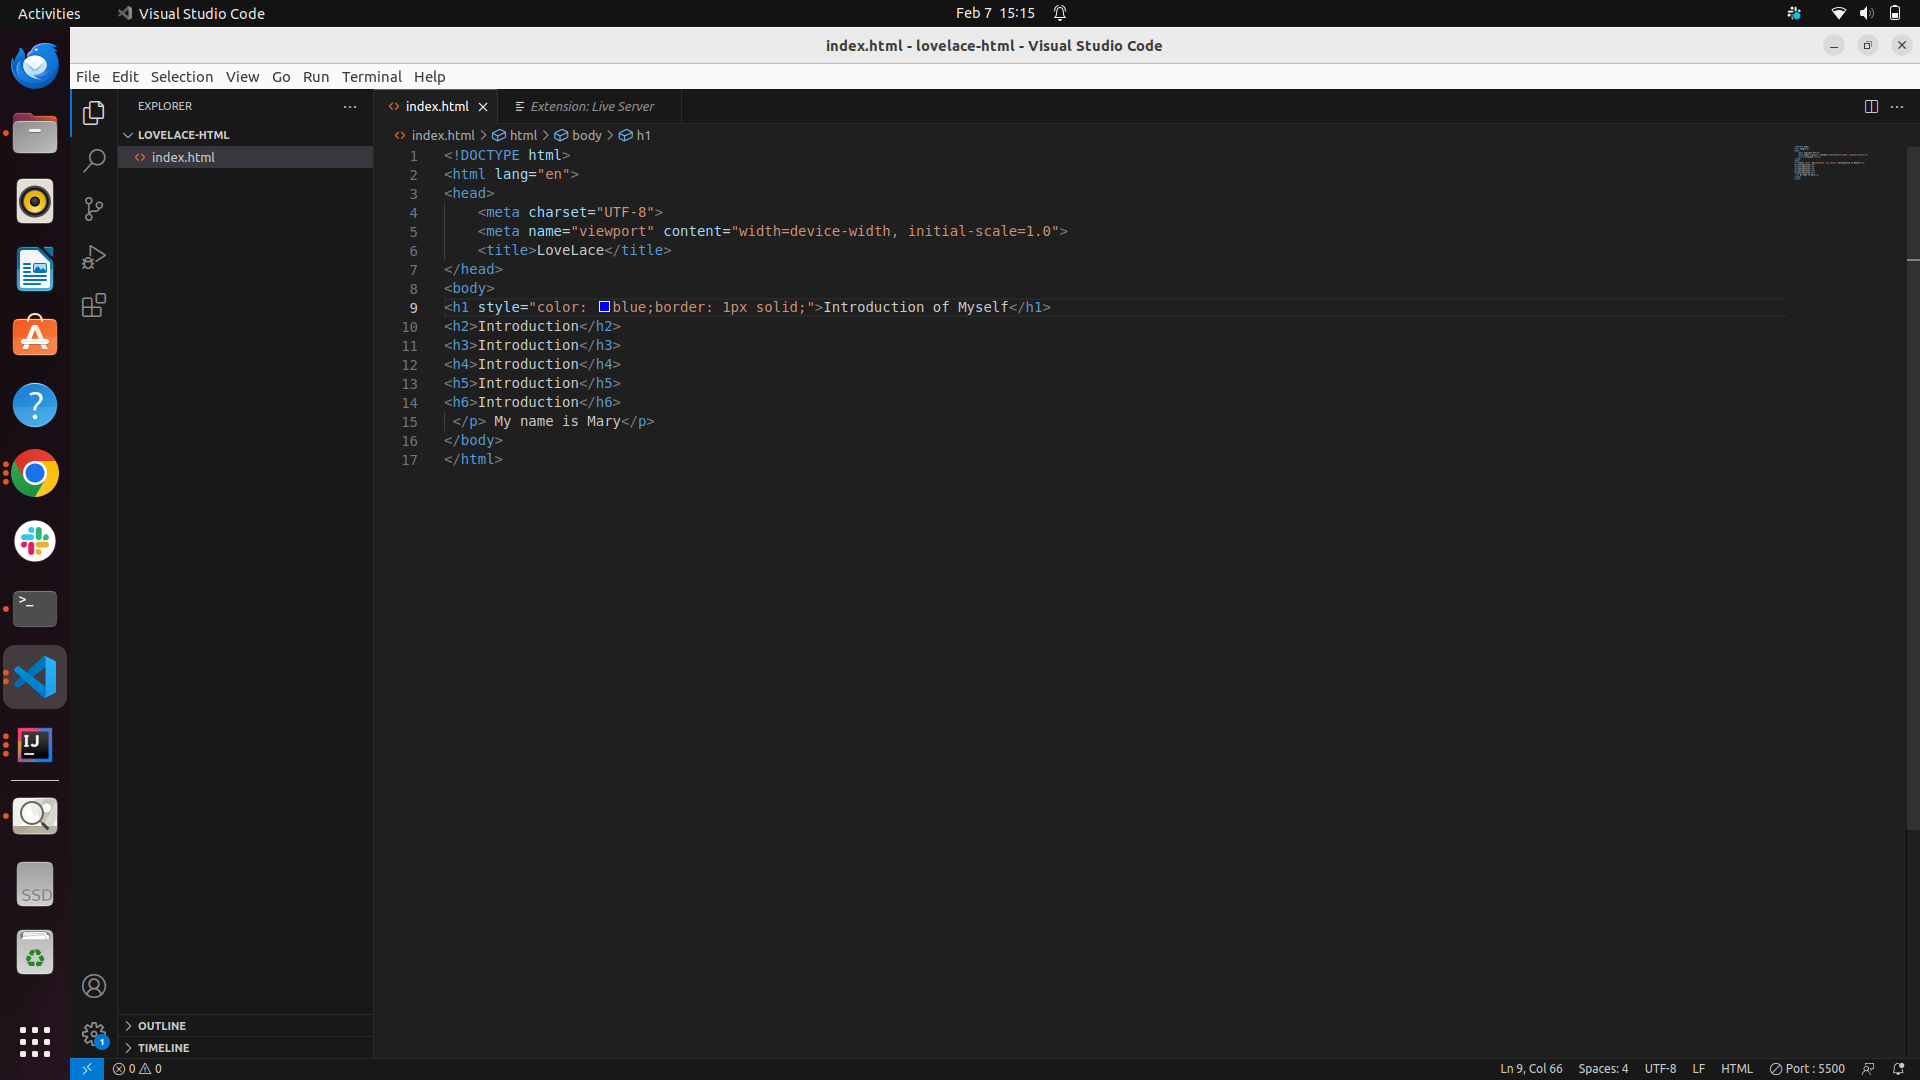 Activities Visual Studio Code Feb 7 15:15
index.html - lovelace-html - Visual Studio Code
File Edit Selection View Go Run Terminal Help
EXPLORER
LOVELACE-HTML
index.html
index.html Extension: Live Server
index.html html body h1
1 <!DOCTYPE html>
2 <html lang="en">
3 <head>
4 <meta charset="UTF-8">
5 <meta name="viewport" content="width=device-width, initial-scale=1.0">
6 <title>LoveLace</title>
7 </head>
8 <body>
9 <h1 style="color: blue;border: 1px solid;">Introduction of Myself</h1>
10 <h2>Introduction</h2>
11 <h3>Introduction</h3>
12 <h4>Introduction</h4>
13 <h5>Introduction</h5>
14 <h6>Introduction</h6>
15 </p> My name is Mary</p>
16 </body>
17 </html>
>_
IJ
SSD
OUTLINE
1
TIMELINE
0 0 Ln 9, Col 66 Spaces: 4 UTF-8 LF HTML Port : 5500